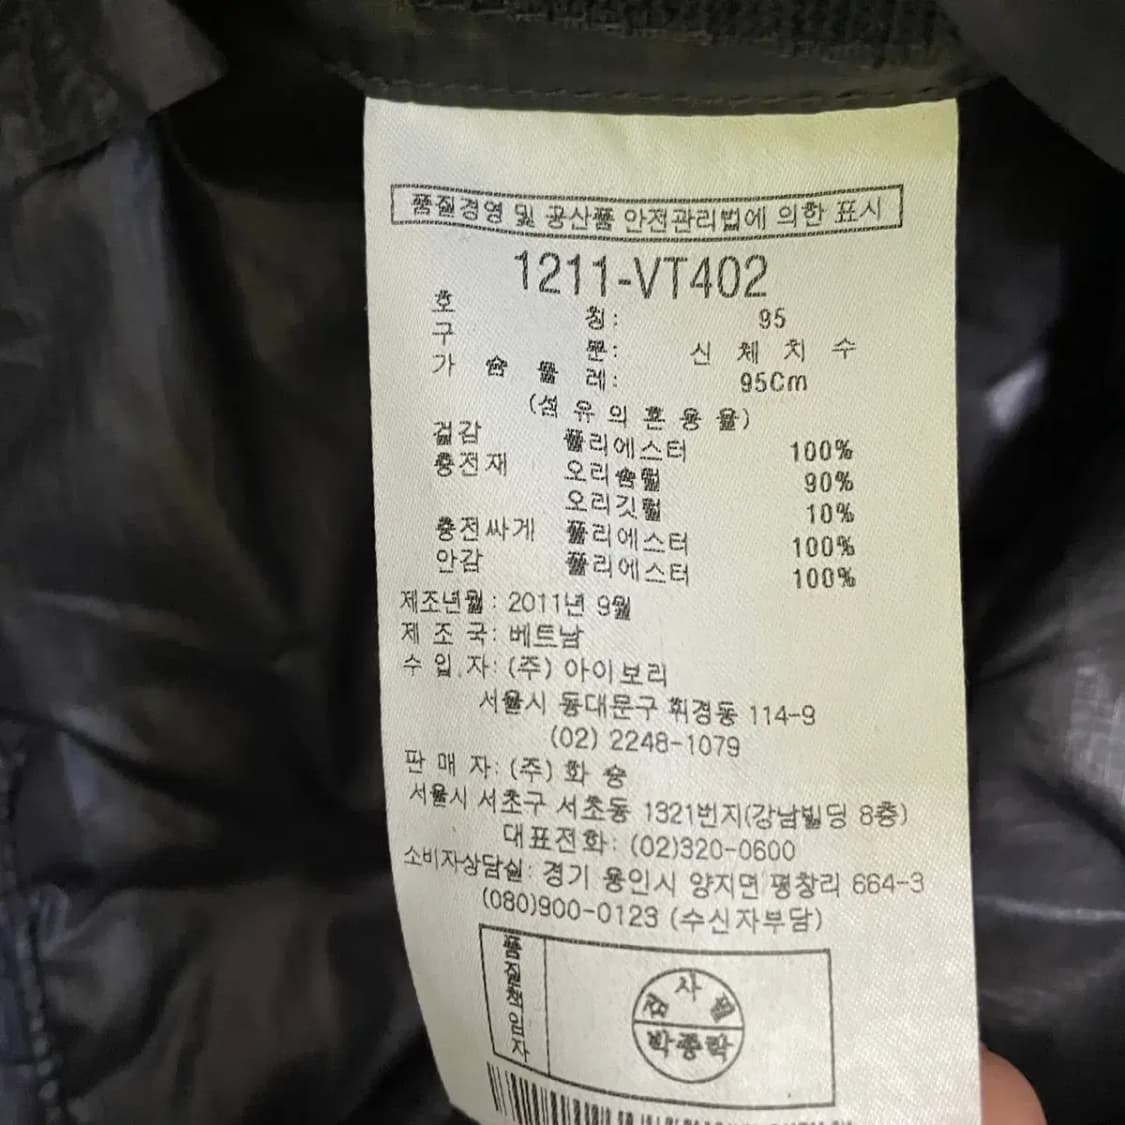 품질경영 및 공산품 안전관리법에 의한 표시
1211-VT402
호 칭: 95
구 분: 신 체 치 수
가 슴 둘 레: 95Cm
(섬 유 의 혼 용 율)
겉감 폴리에스터 100%
충전재 오리솜털 90%
오리깃털 10%
충전싸게 폴리에스터 100%
안감 폴리에스터 100%
제조년월: 2011년 9월
제 조 국: 베트남
수 입 자: (주) 아이보리
서울시 동대문구 휘경동 114-9
(02) 2248-1079
판 매 자: (주) 화 승
서울시 서초구 서초동 1321번지(강남빌딩 8층)
대표전화: (02)320-0600
소비자상담실: 경기 용인시 양지면 평창리 664-3
(080)900-0123 (수신자부담)
품질책임자
검사필